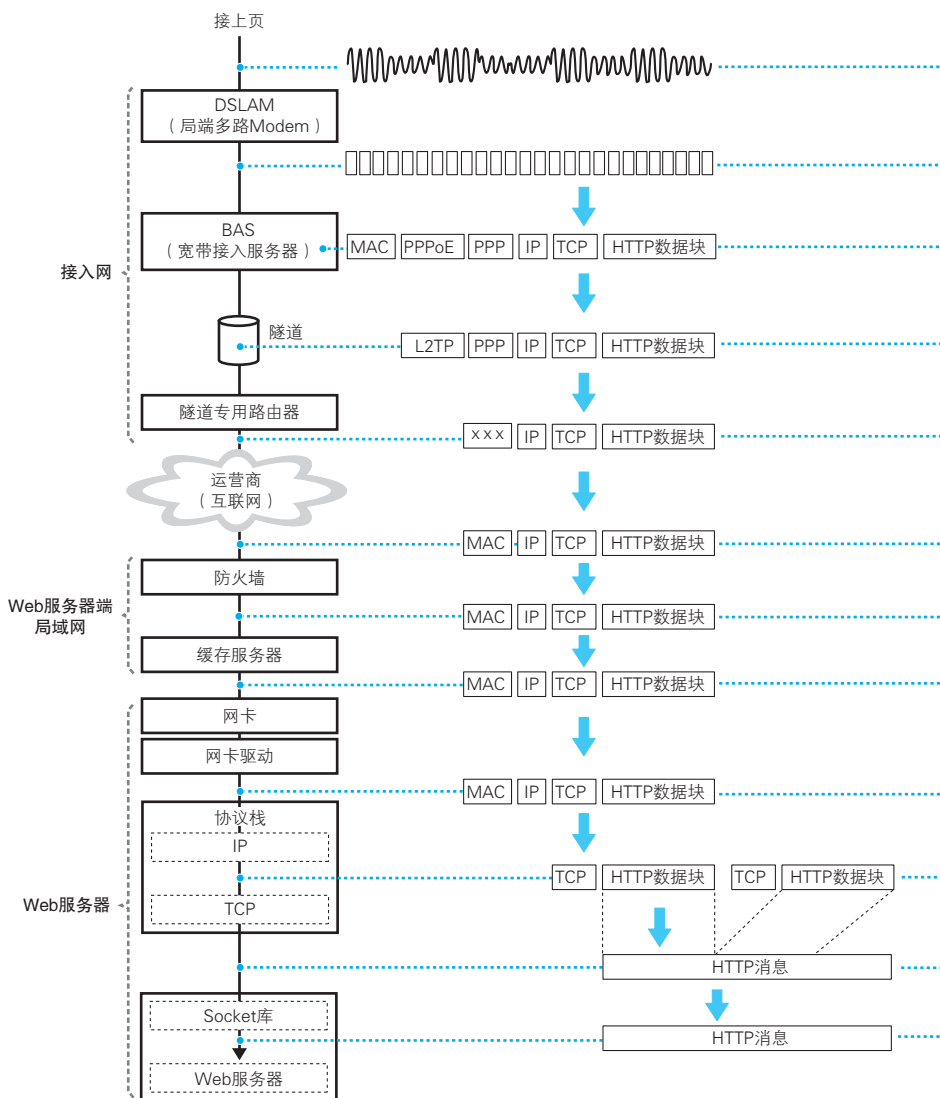 接上页
DSLAM
（局端多路Modem）
BAS
（宽带接入服务器）
MAC PPPoE PPP IP TCP HTTP数据块
接入网
隧道
L2TP PPP IP TCP HTTP数据块
隧道专用路由器
xxx IP TCP HTTP数据块
运营商
（互联网）
MAC IP TCP HTTP数据块
防火墙
Web服务器端
局域网
MAC IP TCP HTTP数据块
缓存服务器
MAC IP TCP HTTP数据块
网卡
网卡驱动
MAC IP TCP HTTP数据块
协议栈
IP
TCP HTTP数据块 TCP HTTP数据块
Web服务器
TCP
HTTP消息
Socket库
HTTP消息
Web服务器